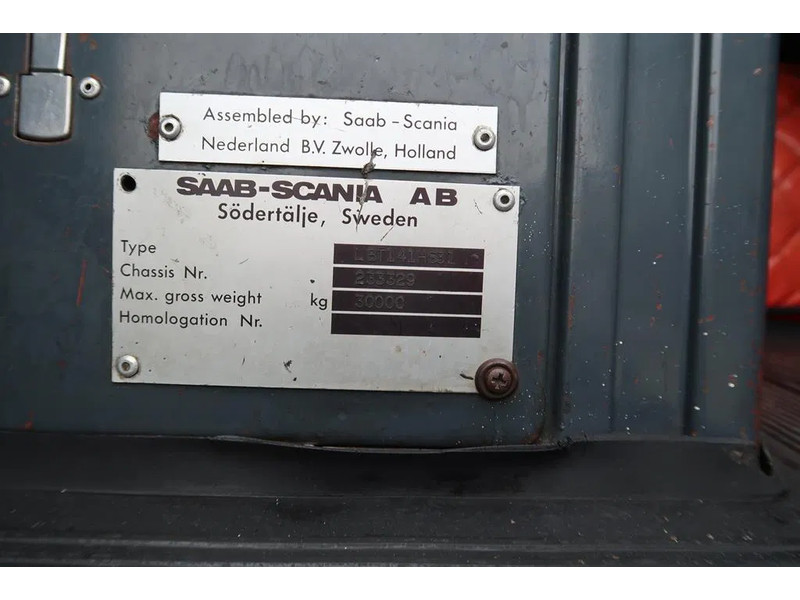 Assembled by: Saab-Scania
Nederland B.V. Zwolle, Holland
SAAB-SCANIA AB
Södertälje, Sweden
Type
Chassis Nr. 233329
Max. gross weight kg 30000
Homologation Nr.